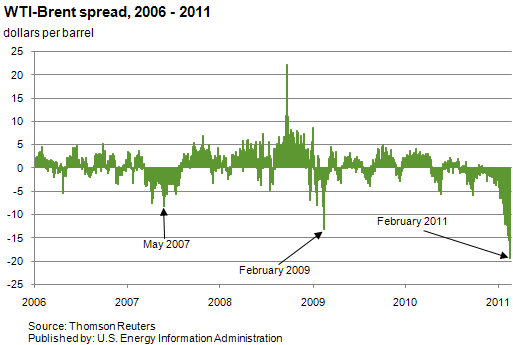 WTI-Brent spread, 2006 - 2011
dollars per barrel
25
20
15
10
5
0
-5
-10
-15
-20
-25
May 2007
February 2009
February 2011
2006 2007 2008 2009 2010 2011
Source: Thomson Reuters
Published by: U.S. Energy Information Administration